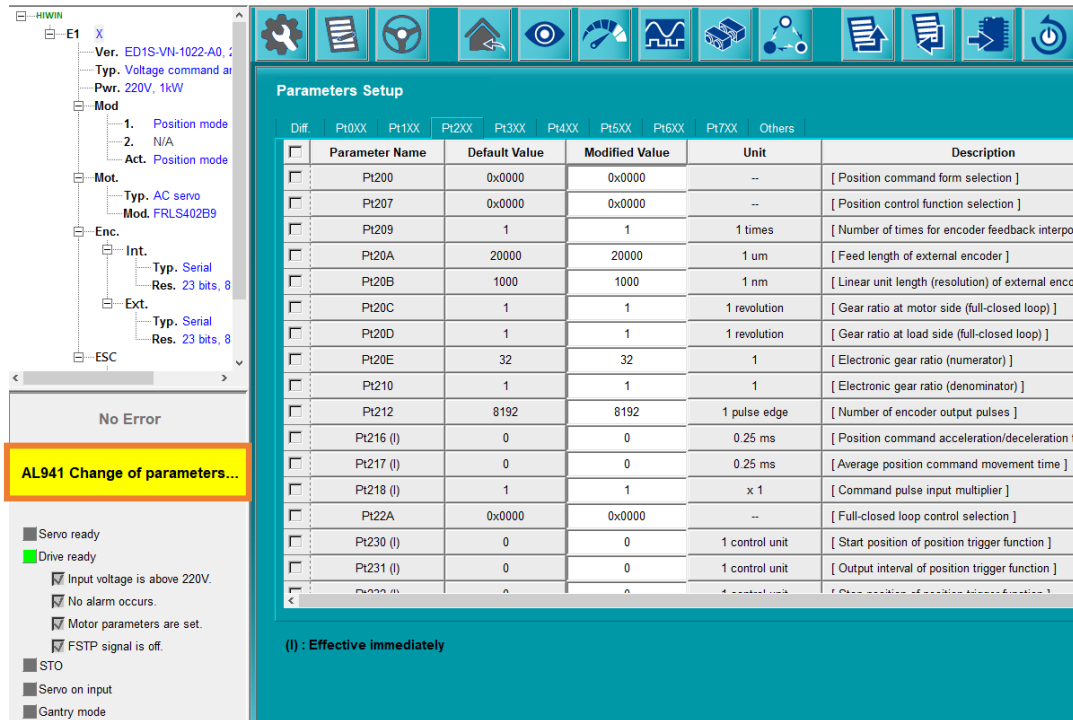 HIWIN
E1 X
Ver. ED1S-VN-1022-A0, 2
Typ. Voltage command ar
Pwr. 220V, 1kW
Mod
1. Position mode
2. N/A
Act. Position mode
Mot.
Typ. AC servo
Mod. FRLS402B9
Enc.
Int.
Typ. Serial
Res. 23 bits, 8
Ext.
Typ. Serial
Res. 23 bits, 8
ESC
No Error
AL941 Change of parameters...
Servo ready
Drive ready
Input voltage is above 220V.
No alarm occurs.
Motor parameters are set.
FSTP signal is off.
STO
Servo on input
Gantry mode
Parameters Setup
Diff. Pt0XX Pt1XX Pt2XX Pt3XX Pt4XX Pt5XX Pt6XX Pt7XX Others
Parameter Name Default Value Modified Value Unit Description
Pt200 0x0000 0x0000 -- [ Position command form selection ]
Pt207 0x0000 0x0000 -- [ Position control function selection ]
Pt209 1 1 1 times [ Number of times for encoder feedback interpo
Pt20A 20000 20000 1 um [ Feed length of external encoder ]
Pt20B 1000 1000 1 nm [ Linear unit length (resolution) of external enco
Pt20C 1 1 1 revolution [ Gear ratio at motor side (full-closed loop) ]
Pt20D 1 1 1 revolution [ Gear ratio at load side (full-closed loop) ]
Pt20E 32 32 1 [ Electronic gear ratio (numerator) ]
Pt210 1 1 1 [ Electronic gear ratio (denominator) ]
Pt212 8192 8192 1 pulse edge [ Number of encoder output pulses ]
Pt216 (I) 0 0 0.25 ms [ Position command acceleration/deceleration t
Pt217 (I) 0 0 0.25 ms [ Average position command movement time ]
Pt218 (I) 1 1 x 1 [ Command pulse input multiplier ]
Pt22A 0x0000 0x0000 -- [ Full-closed loop control selection ]
Pt230 (I) 0 0 1 control unit [ Start position of position trigger function ]
Pt231 (I) 0 0 1 control unit [ Output interval of position trigger function ]
(I) : Effective immediately